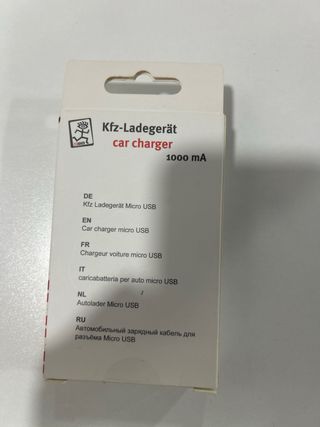 Kfz-Ladegerät
car charger
1000 mA
DE
Kfz Ladegerät Micro USB
EN
Car charger micro USB
FR
Chargeur voiture micro USB
IT
caricabatteria per auto micro USB
NL
Autolader Micro USB
RU
Автомобильный зарядный кабель для
разъёма Micro USB